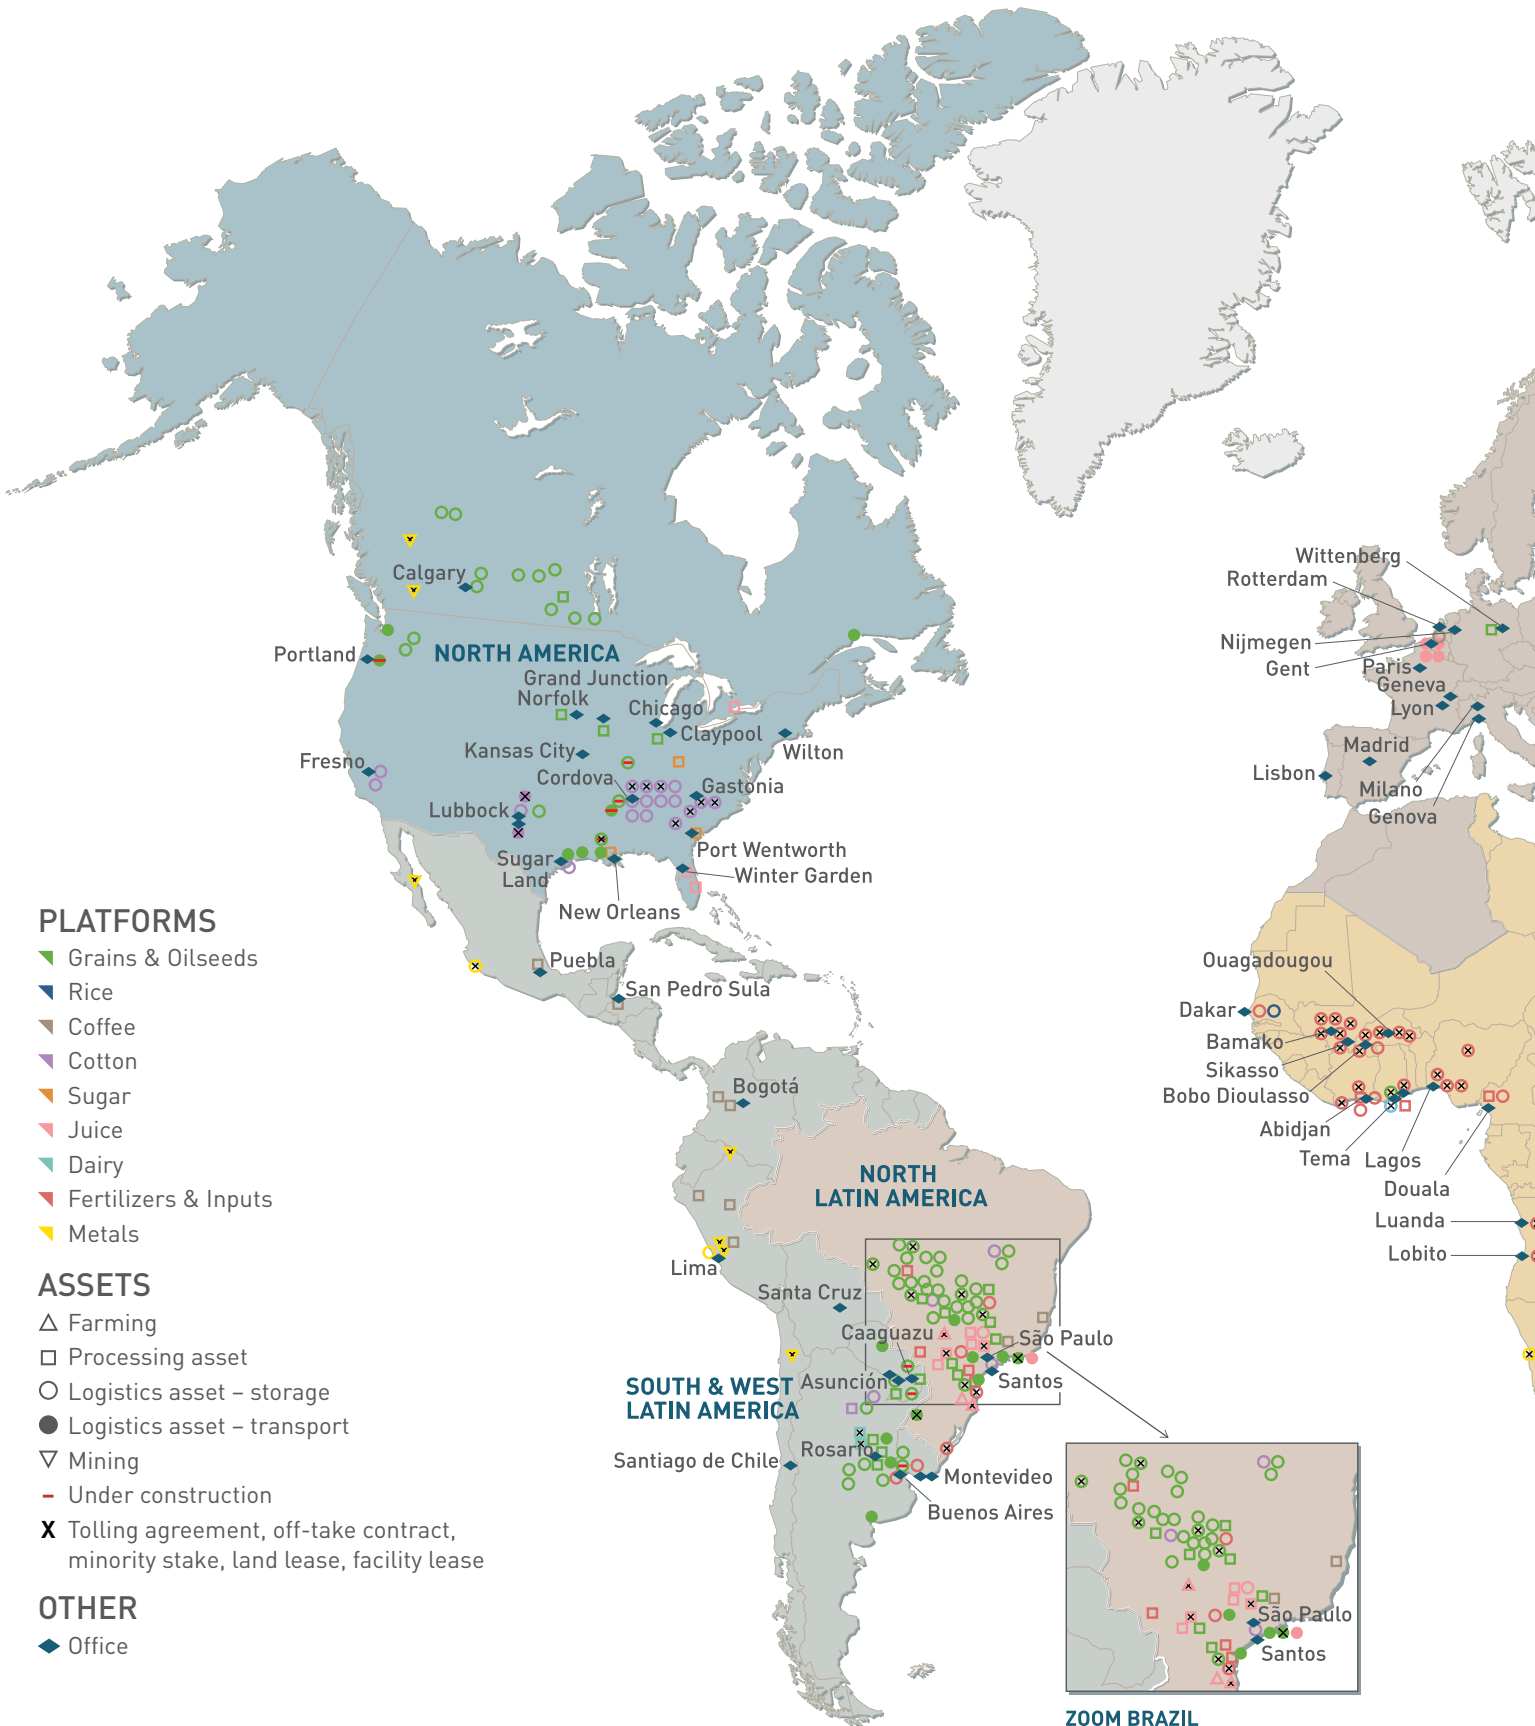 Wittenberg
Rotterdam
Nijmegen
Gent
Paris
Geneva
Lyon
Madrid
Lisbon
Milano
Genova
Calgary
Portland
NORTH AMERICA
Grand Junction
Norfolk
Chicago
Claypool
Wilton
Kansas City
Fresno
Cordova
Gastonia
Lubbock
Port Wentworth
Sugar
Land
Winter Garden
New Orleans
Puebla
San Pedro Sula
Ouagadougou
Dakar
Bamako
Sikasso
Bobo Dioulasso
Abidjan
Tema
Lagos
Douala
Luanda
Lobito
Bogotá
NORTH
LATIN AMERICA
Lima
Santa Cruz
Caaguazu
São Paulo
Asunción
Santos
SOUTH & WEST
LATIN AMERICA
Rosario
Santiago de Chile
Montevideo
Buenos Aires
São Paulo
Santos
ZOOM BRAZIL
PLATFORMS
Grains & Oilseeds
Rice
Coffee
Cotton
Sugar
Juice
Dairy
Fertilizers & Inputs
Metals
ASSETS
Farming
Processing asset
Logistics asset – storage
Logistics asset – transport
Mining
Under construction
X Tolling agreement, off-take contract,
minority stake, land lease, facility lease
OTHER
Office